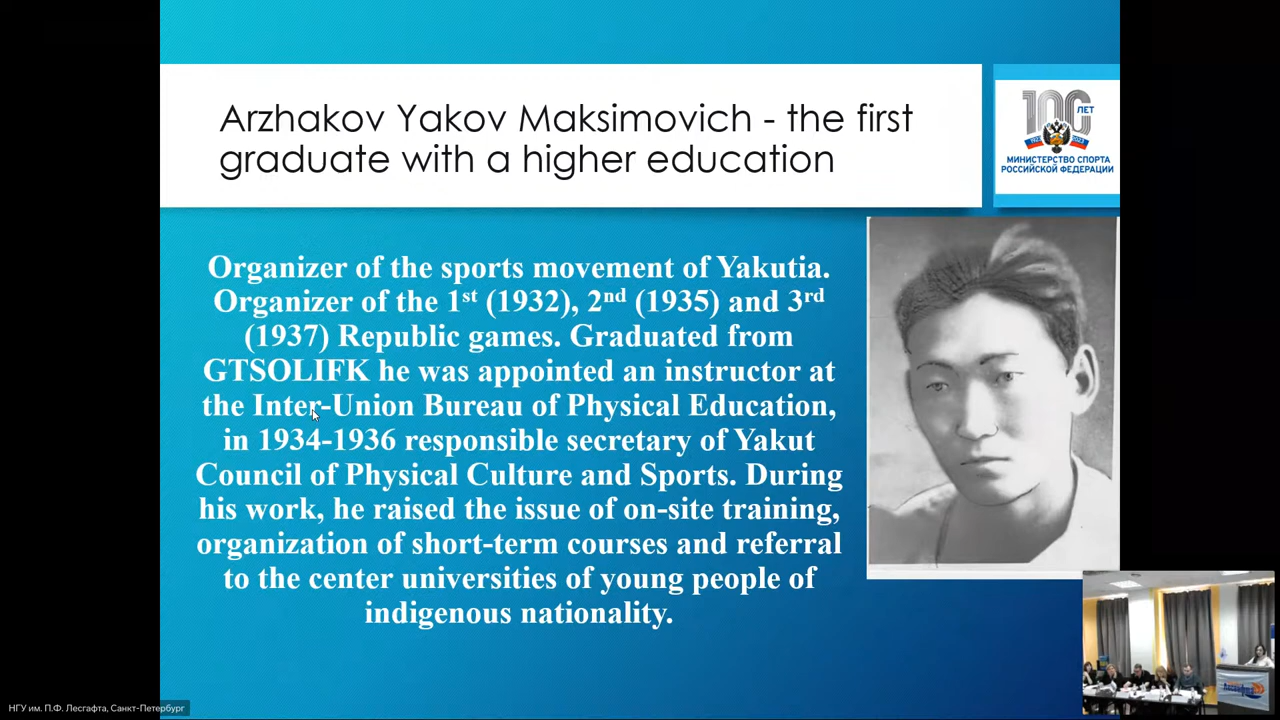 Arzhakov Yakov Maksimovich - the first
graduate with a higher education
100 ЛЕТ
МИНИСТЕРСТВО СПОРТА
РОССИЙСКОЙ ФЕДЕРАЦИИ
Organizer of the sports movement of Yakutia.
Organizer of the 1st (1932), 2nd (1935) and 3rd
(1937) Republic games. Graduated from
GTSOLIFK he was appointed an instructor at
the Inter-Union Bureau of Physical Education,
in 1934-1936 responsible secretary of Yakut
Council of Physical Culture and Sports. During
his work, he raised the issue of on-site training,
organization of short-term courses and referral
to the center universities of young people of
indigenous nationality.
НГУ им. П.Ф. Лесгафта, Санкт-Петербург